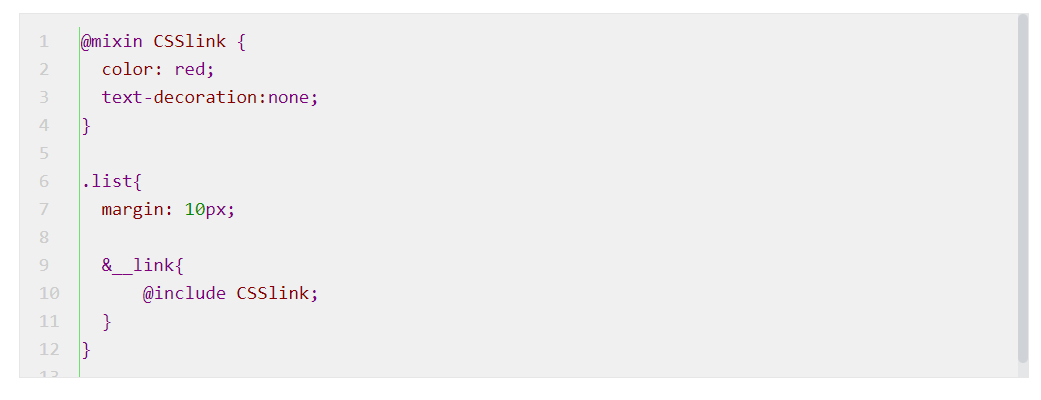 1 @mixin CSSlink {
2   color: red;
3   text-decoration:none;
4 }
5
6 .list{
7   margin: 10px;
8
9   &__link{
10       @include CSSlink;
11   }
12 }
13